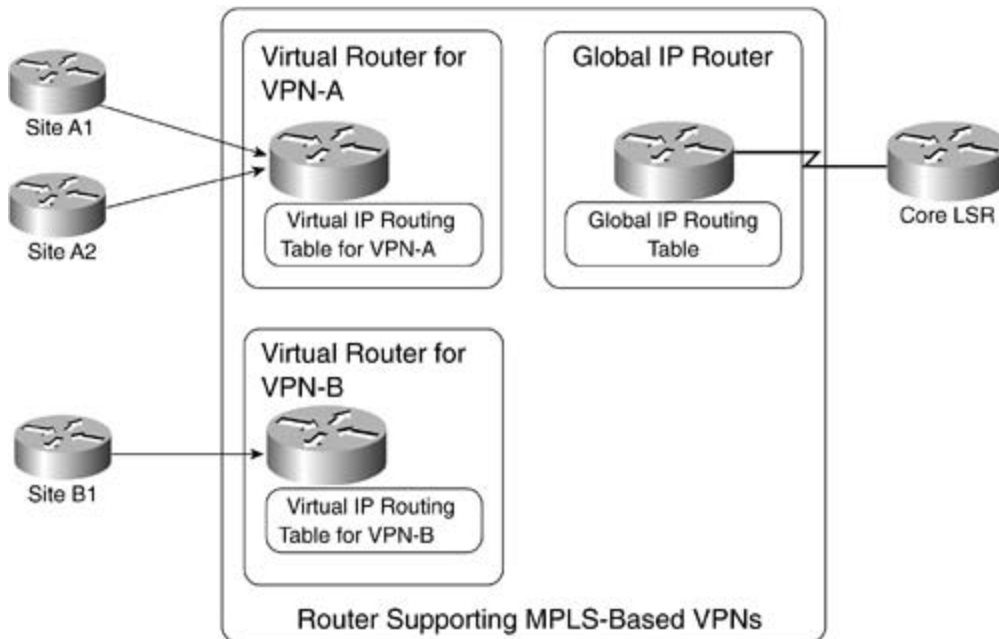 Site A1
Site A2
Site B1
Virtual Router for
VPN-A
Virtual IP Routing
Table for VPN-A
Global IP Router
Global IP Routing
Table
Core LSR
Virtual Router for
VPN-B
Virtual IP Routing
Table for VPN-B
Router Supporting MPLS-Based VPNs